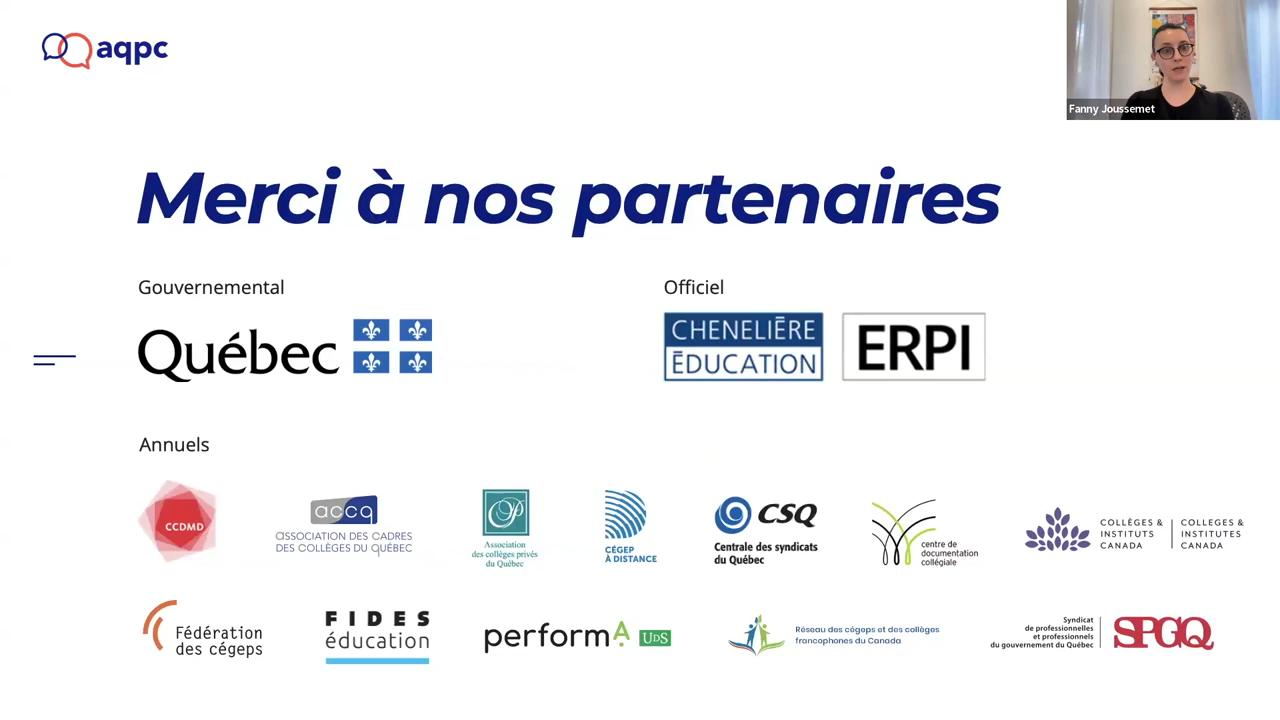 aqpc
Fanny Joussemet
Merci à nos partenaires
Gouvernemental
Officiel
Québec
CHENELIÈRE
ÉDUCATION
ERPI
Annuels
CCDMD
accq
ASSOCIATION DES CADRES
DES COLLÈGES DU QUÉBEC
Association
des collèges privés
du Québec
CÉGEP
À DISTANCE
CSQ
Centrale des syndicats
du Québec
centre de
documentation
collégiale
COLLÈGES &
INSTITUTS
CANADA
COLLEGES &
INSTITUTES
CANADA
Fédération
des cégeps
FIDES
éducation
performA
UdS
Réseau des cégeps et des collèges
francophones du Canada
Syndicat
de professionnelles
et professionnels
du gouvernement du Québec
SPGQ